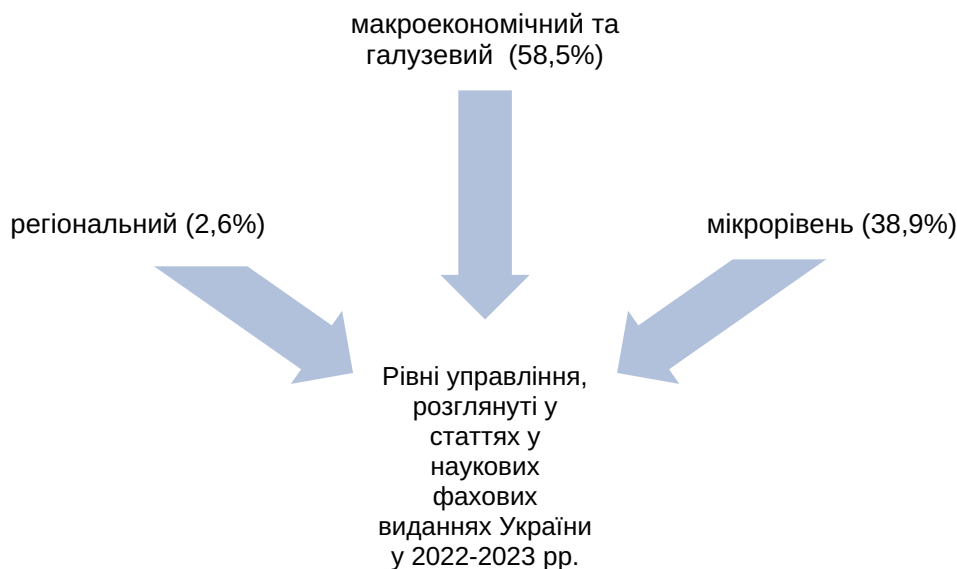 макроекономічний та
галузевий (58,5%)
регіональний (2,6%)
мікрорівень (38,9%)
Рівні управління,
розглянуті у
статтях у
наукових
фахових
виданнях України
у 2022-2023 рр.